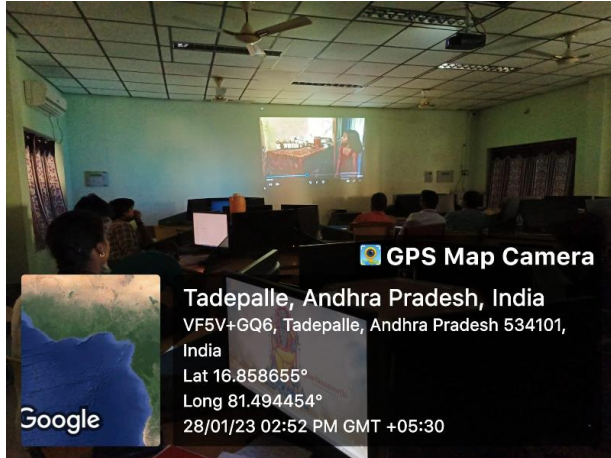 GPS Map Camera
Tadepalle, Andhra Pradesh, India
VF5V+GQ6, Tadepalle, Andhra Pradesh 534101,
India
Lat 16.858655°
Long 81.494454°
28/01/23 02:52 PM GMT +05:30
Google